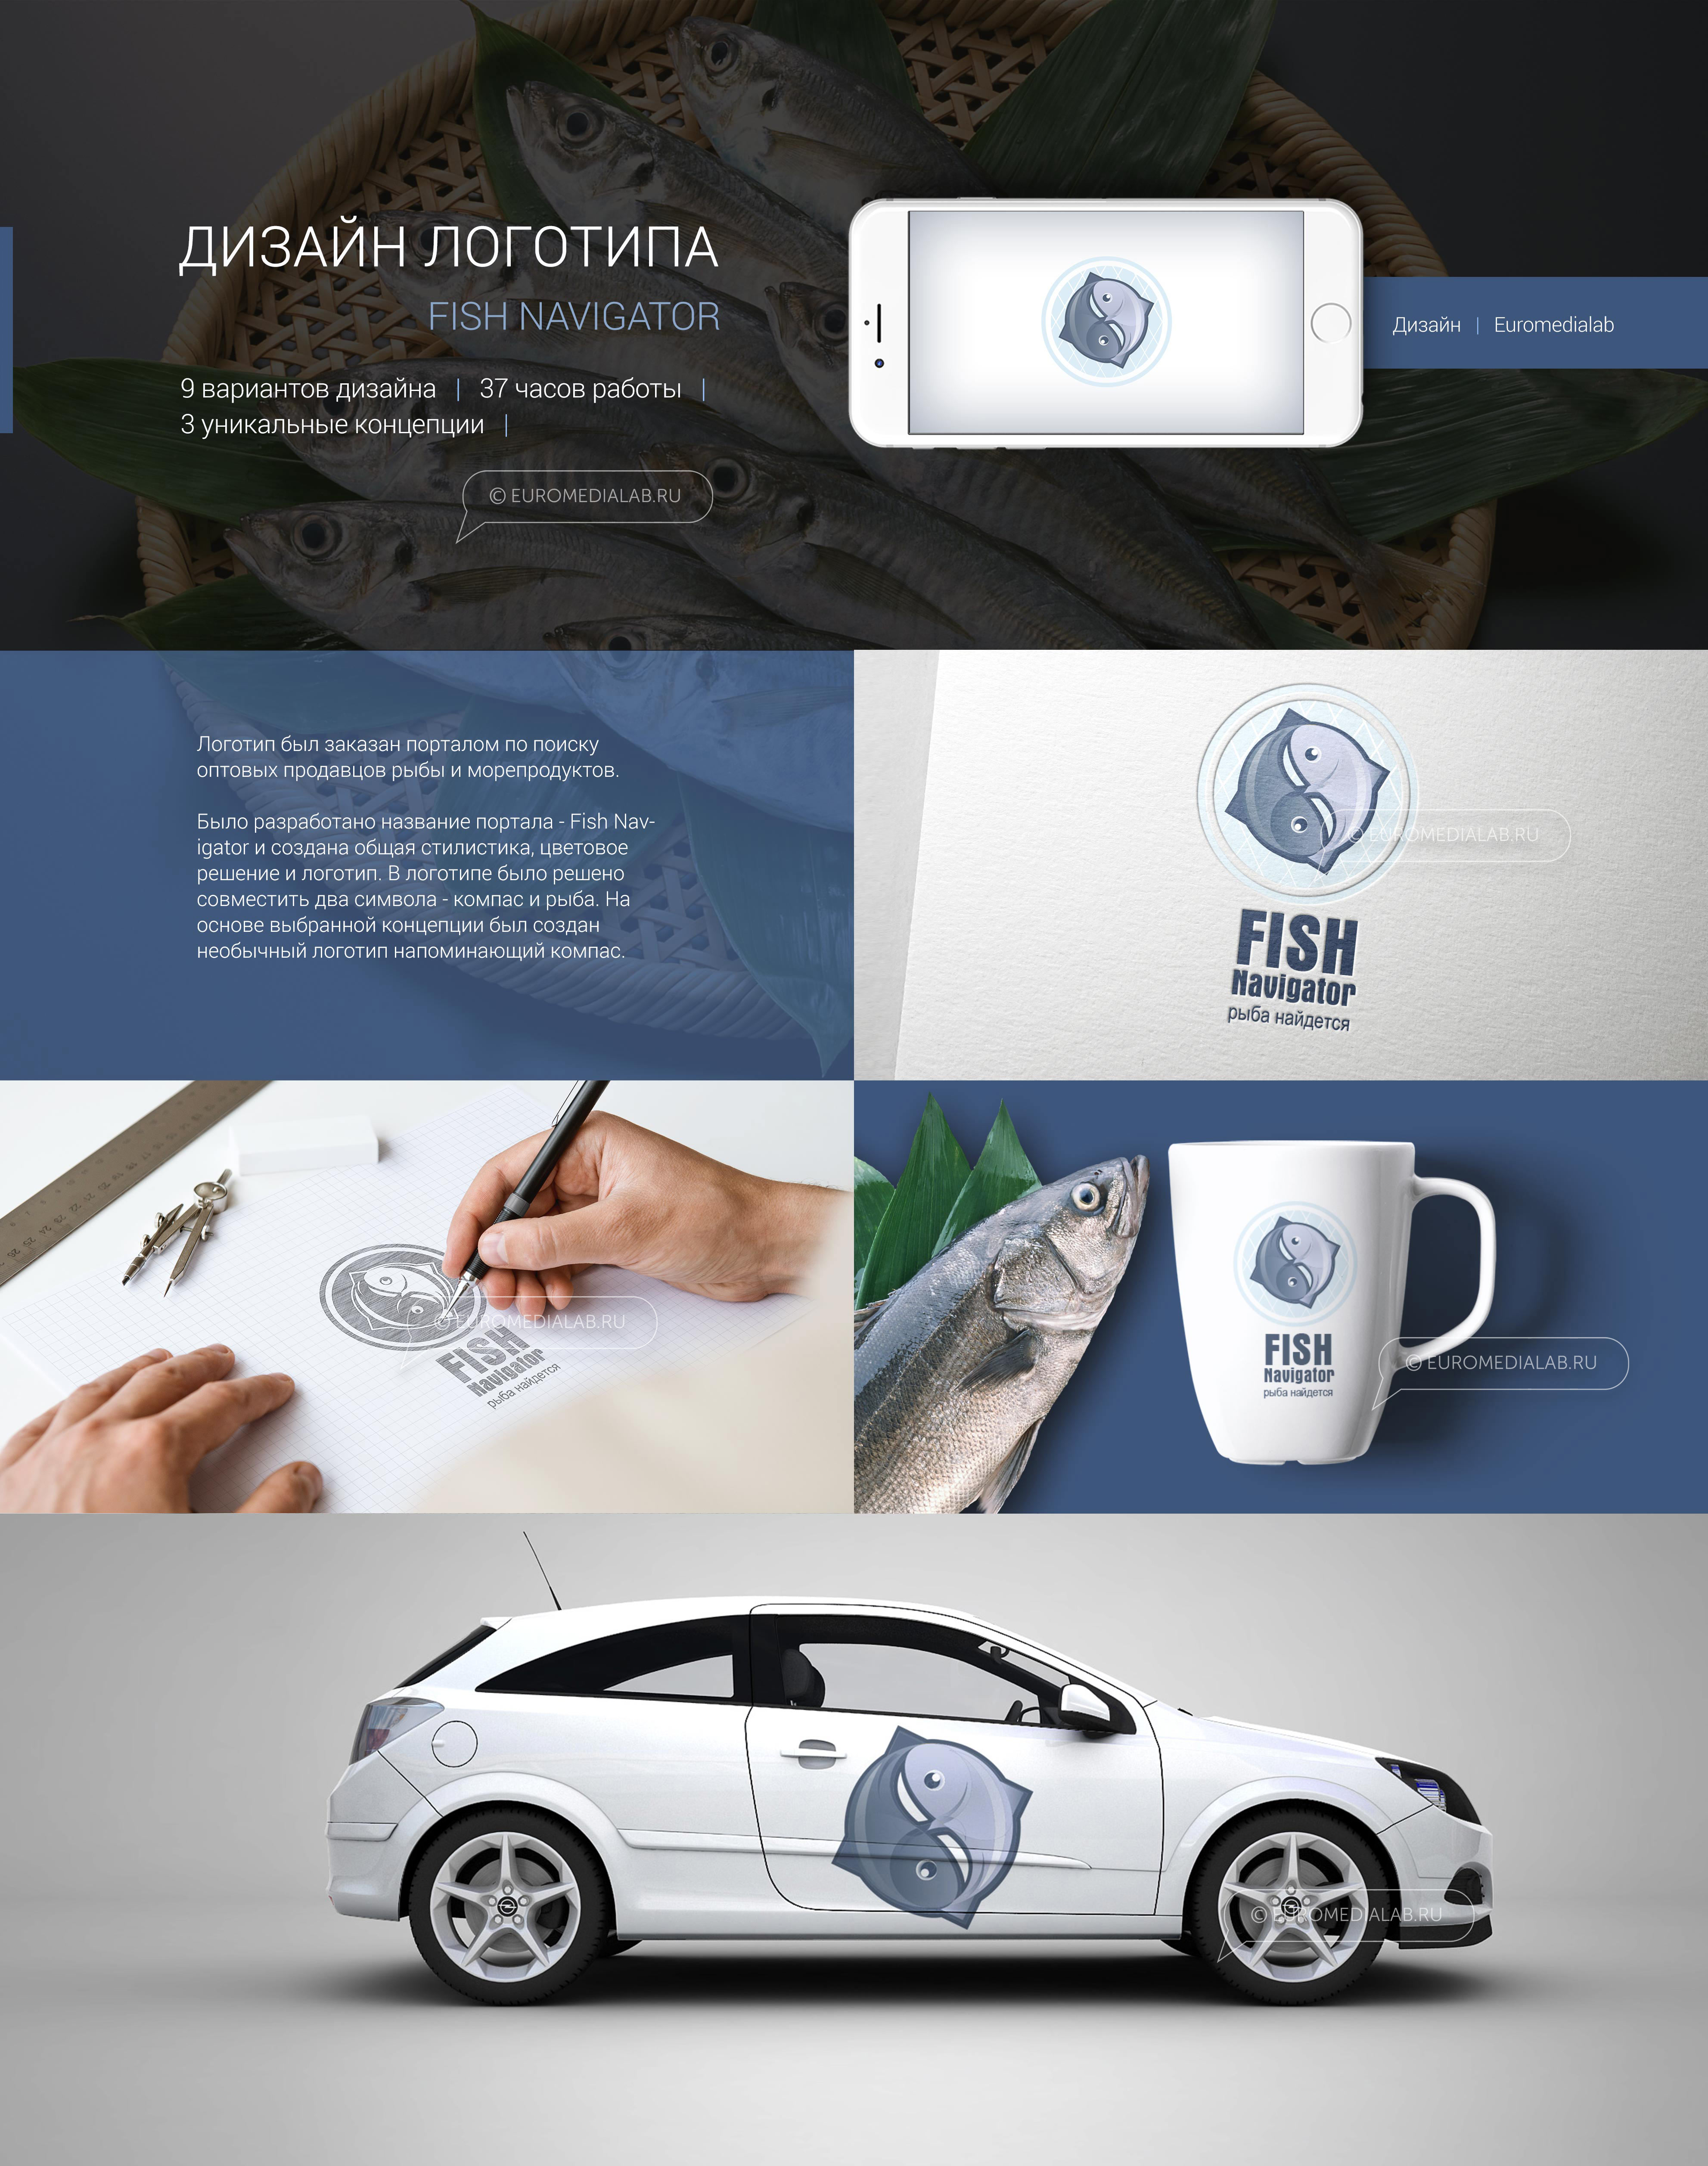 ДИЗАЙН ЛОГОТИПА
FISH NAVIGATOR
9 вариантов дизайна | 37 часов работы |
3 уникальные концепции |
© EUROMEDIALAB.RU
Дизайн | Euromedialab
Логотип был заказан порталом по поиску
оптовых продавцов рыбы и морепродуктов.
Было разработано название портала - Fish Nav-
igator и создана общая стилистика, цветовое
решение и логотип. В логотипе было решено
совместить два символа - компас и рыба. На
основе выбранной концепции был создан
необычный логотип напоминающий компас.
© EUROMEDIALAB.RU
FISH
Navigator
рыба найдется
© EUROMEDIALAB.RU
FISH
Navigator
рыба найдется
FISH
Navigator
рыба найдется
© EUROMEDIALAB.RU
© EUROMEDIALAB.RU